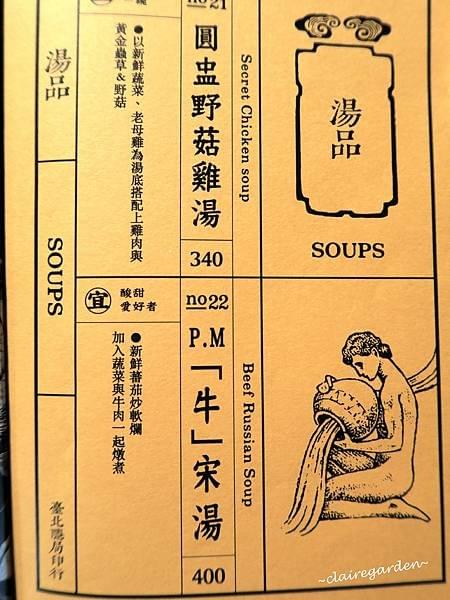 湯品
SOUPS
no21
圓盅野菇雞湯
Secret Chicken soup
340
●以新鮮蔬菜、老母雞為湯底搭配上雞肉與
黃金蟲草&野菇
no22
P.M「牛」宋湯
Beef Russian Soup
400
宜
酸甜
愛好者
●新鮮蕃茄炒軟爛
加入蔬菜與牛肉一起燉煮
湯品
SOUPS
臺北廳局印行
~clairegarden~